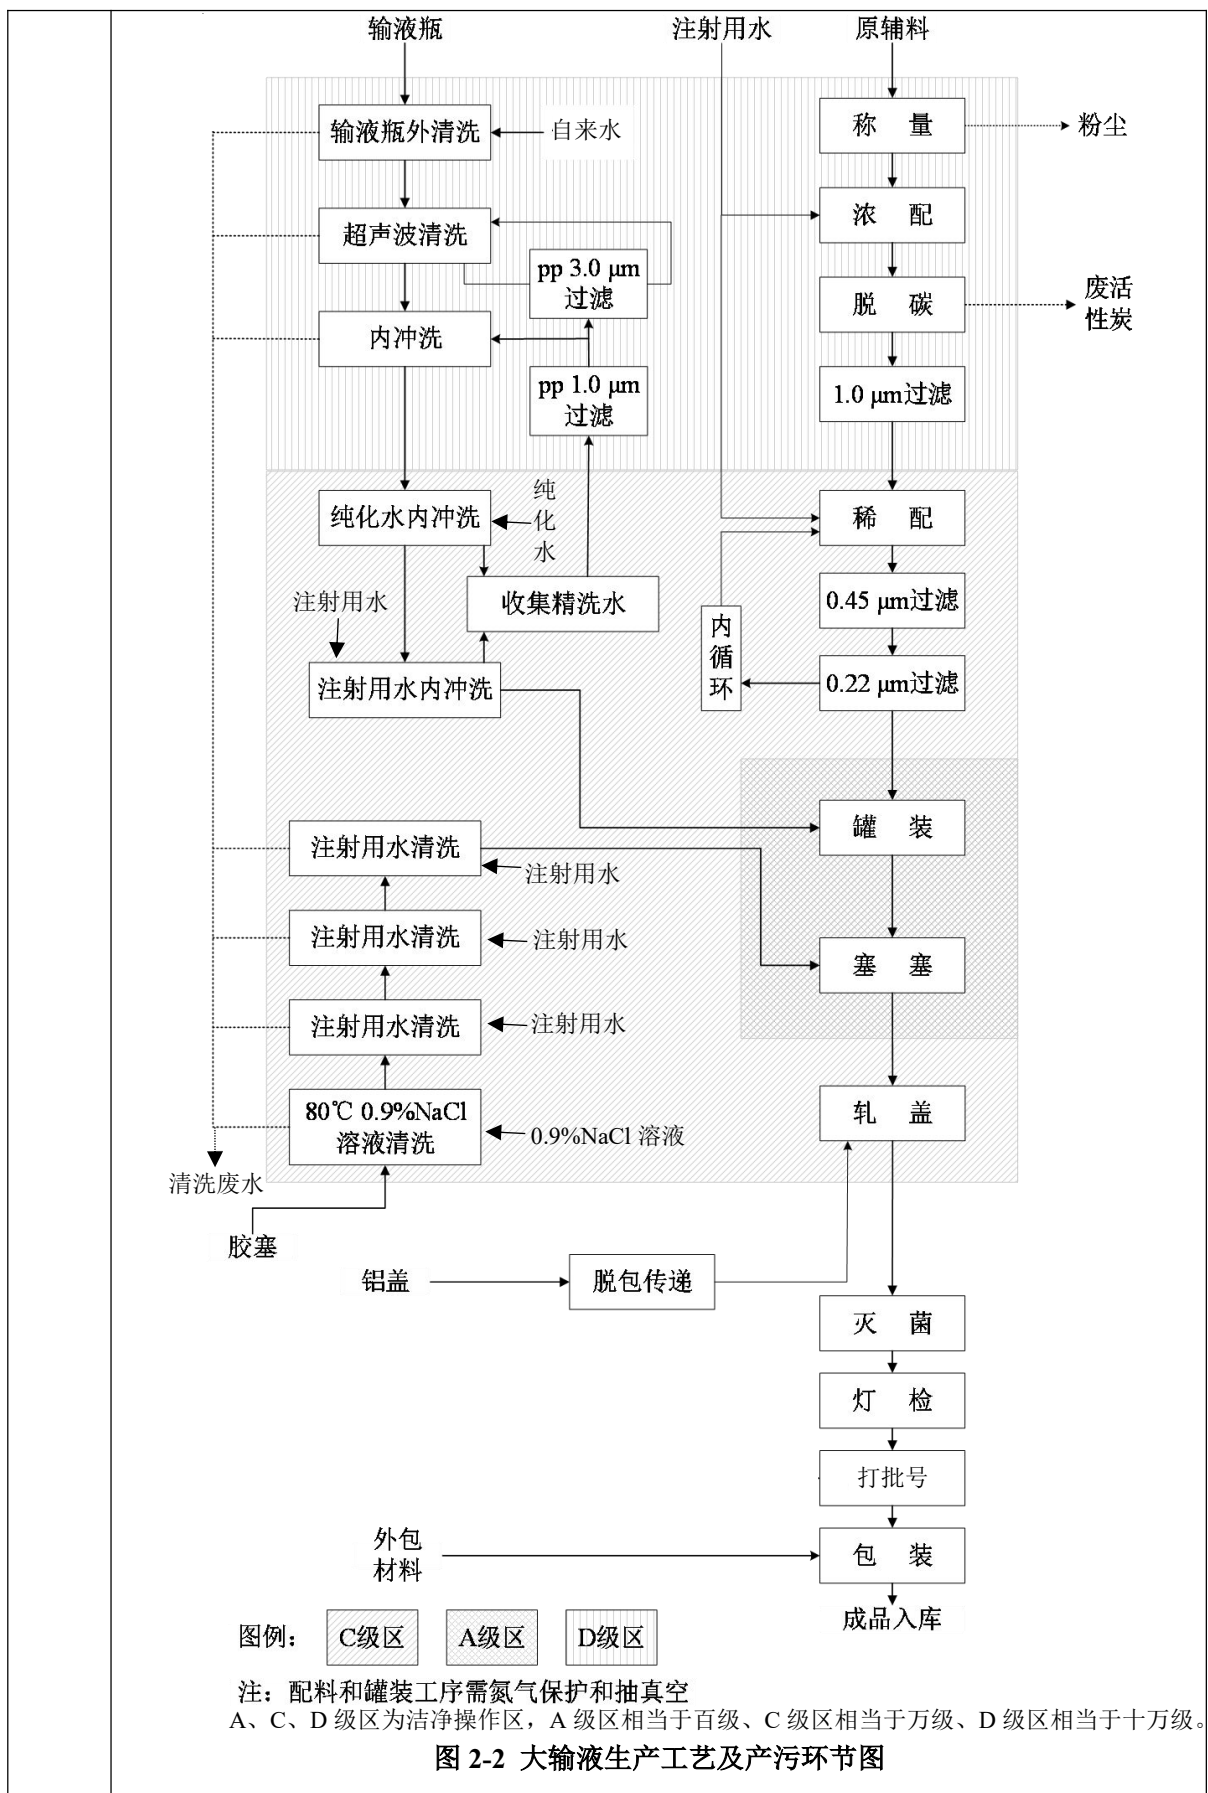 输液瓶
注射用水
原辅料
输液瓶外清洗
自来水
称 量
粉尘
超声波清洗
浓 配
pp 3.0 μm
过滤
脱 碳
废活
性炭
内冲洗
pp 1.0 μm
过滤
1.0 μm过滤
纯化水内冲洗
纯
化
水
稀 配
注射用水
收集精洗水
0.45 μm过滤
内
循
环
注射用水内冲洗
0.22 μm过滤
罐 装
注射用水清洗
注射用水
注射用水清洗
注射用水
塞 塞
注射用水清洗
注射用水
80℃ 0.9%NaCl
溶液清洗
0.9%NaCl 溶液
轧 盖
清洗废水
胶塞
铝盖
脱包传递
灭 菌
灯 检
打批号
外包
材料
包 装
成品入库
图例：
C级区
A级区
D级区
注：配料和罐装工序需氮气保护和抽真空
A、C、D 级区为洁净操作区，A 级区相当于百级、C 级区相当于万级、D 级区相当于十万级。
图 2-2 大输液生产工艺及产污环节图